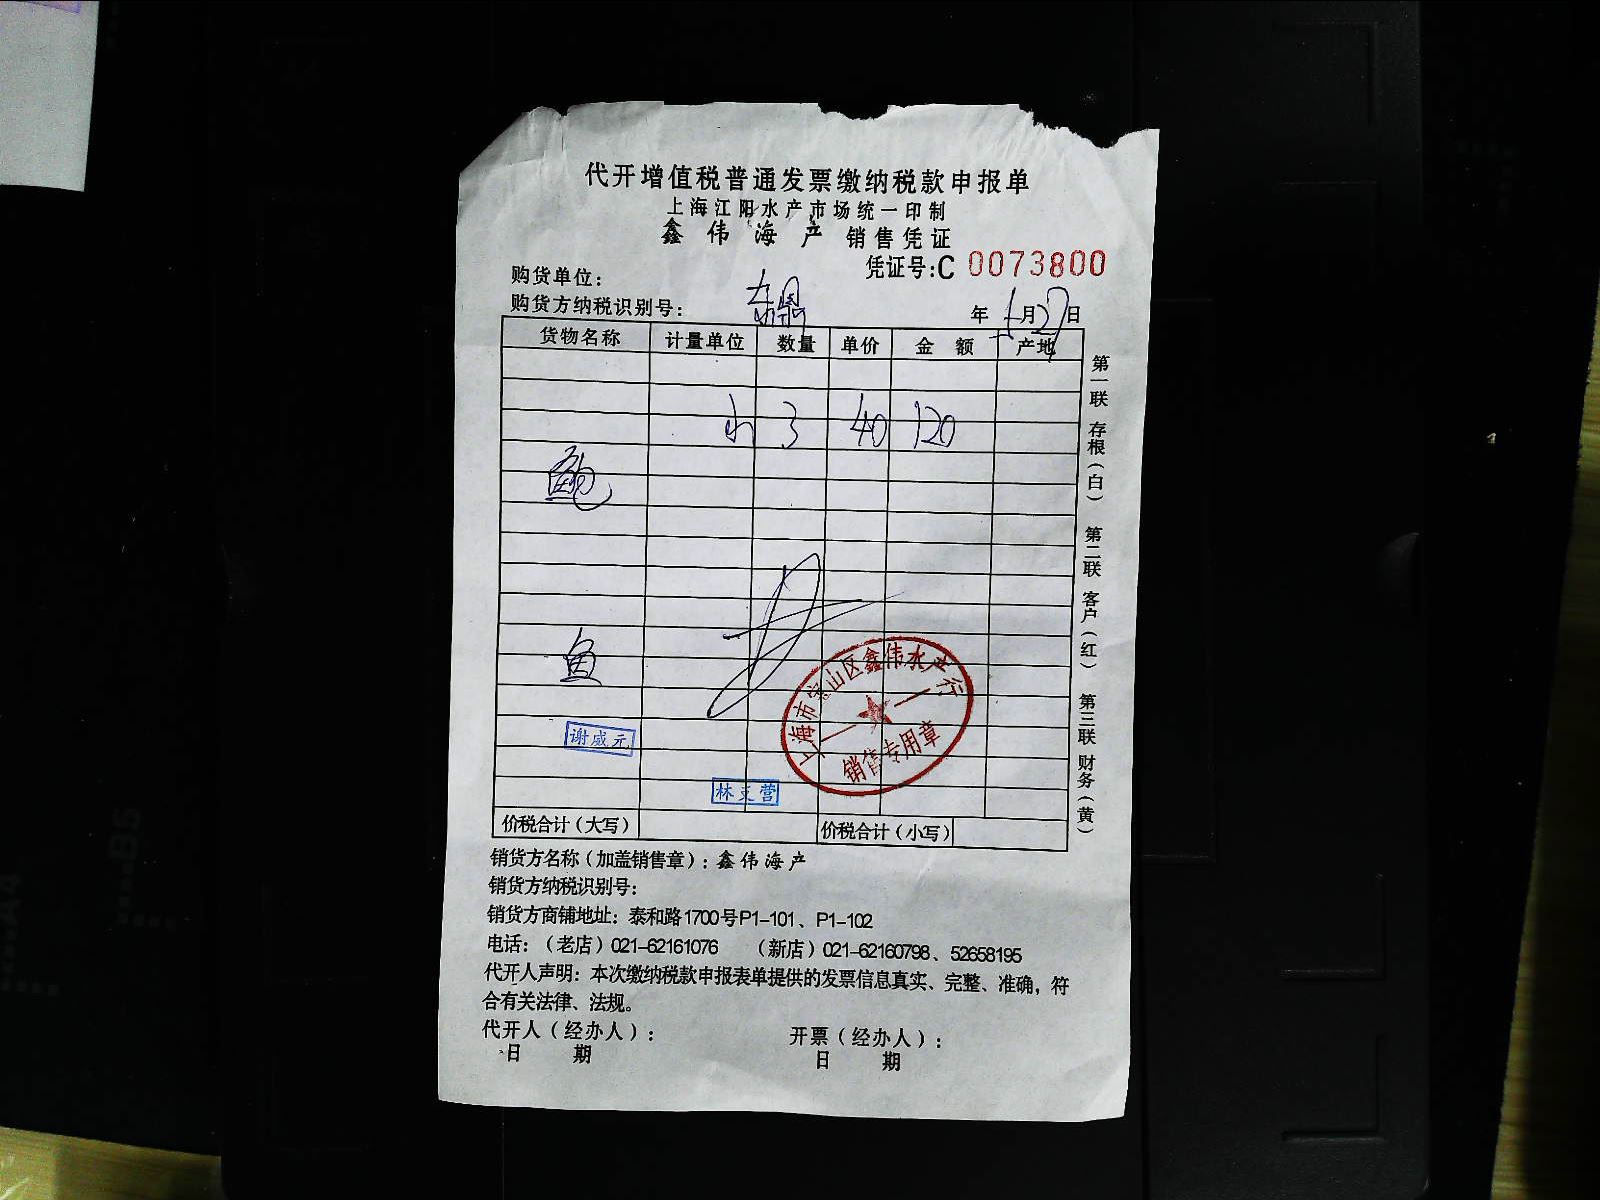 代开增值税普通发票缴纳税款申报单
上海江阳水产市场统一印制
鑫伟海产 销售凭证
凭证号:C 0073800
购货单位：
购货方纳税识别号： 东鼎
年 月27日
货物名称 计量单位 数量 单价 金额 产地
小 3 40 120
鲍
鱼
谢咸元
林 营
上海市宝山区鑫伟水产行
销售专用章
价税合计（大写） 价税合计（小写）
第一联 存根（白） 第二联 客户（红） 第三联 财务（黄）
销货方名称（加盖销售章）：鑫伟海产
销货方纳税识别号：
销货方商铺地址：泰和路1700号P1-101、P1-102
电话：（老店）021-62161076 （新店）021-62160798、52658195
代开人声明：本次缴纳税款申报表单提供的发票信息真实、完整、准确，符
合有关法律、法规。
代开人（经办人）： 开票（经办人）：
日 期 日 期
A4
B5